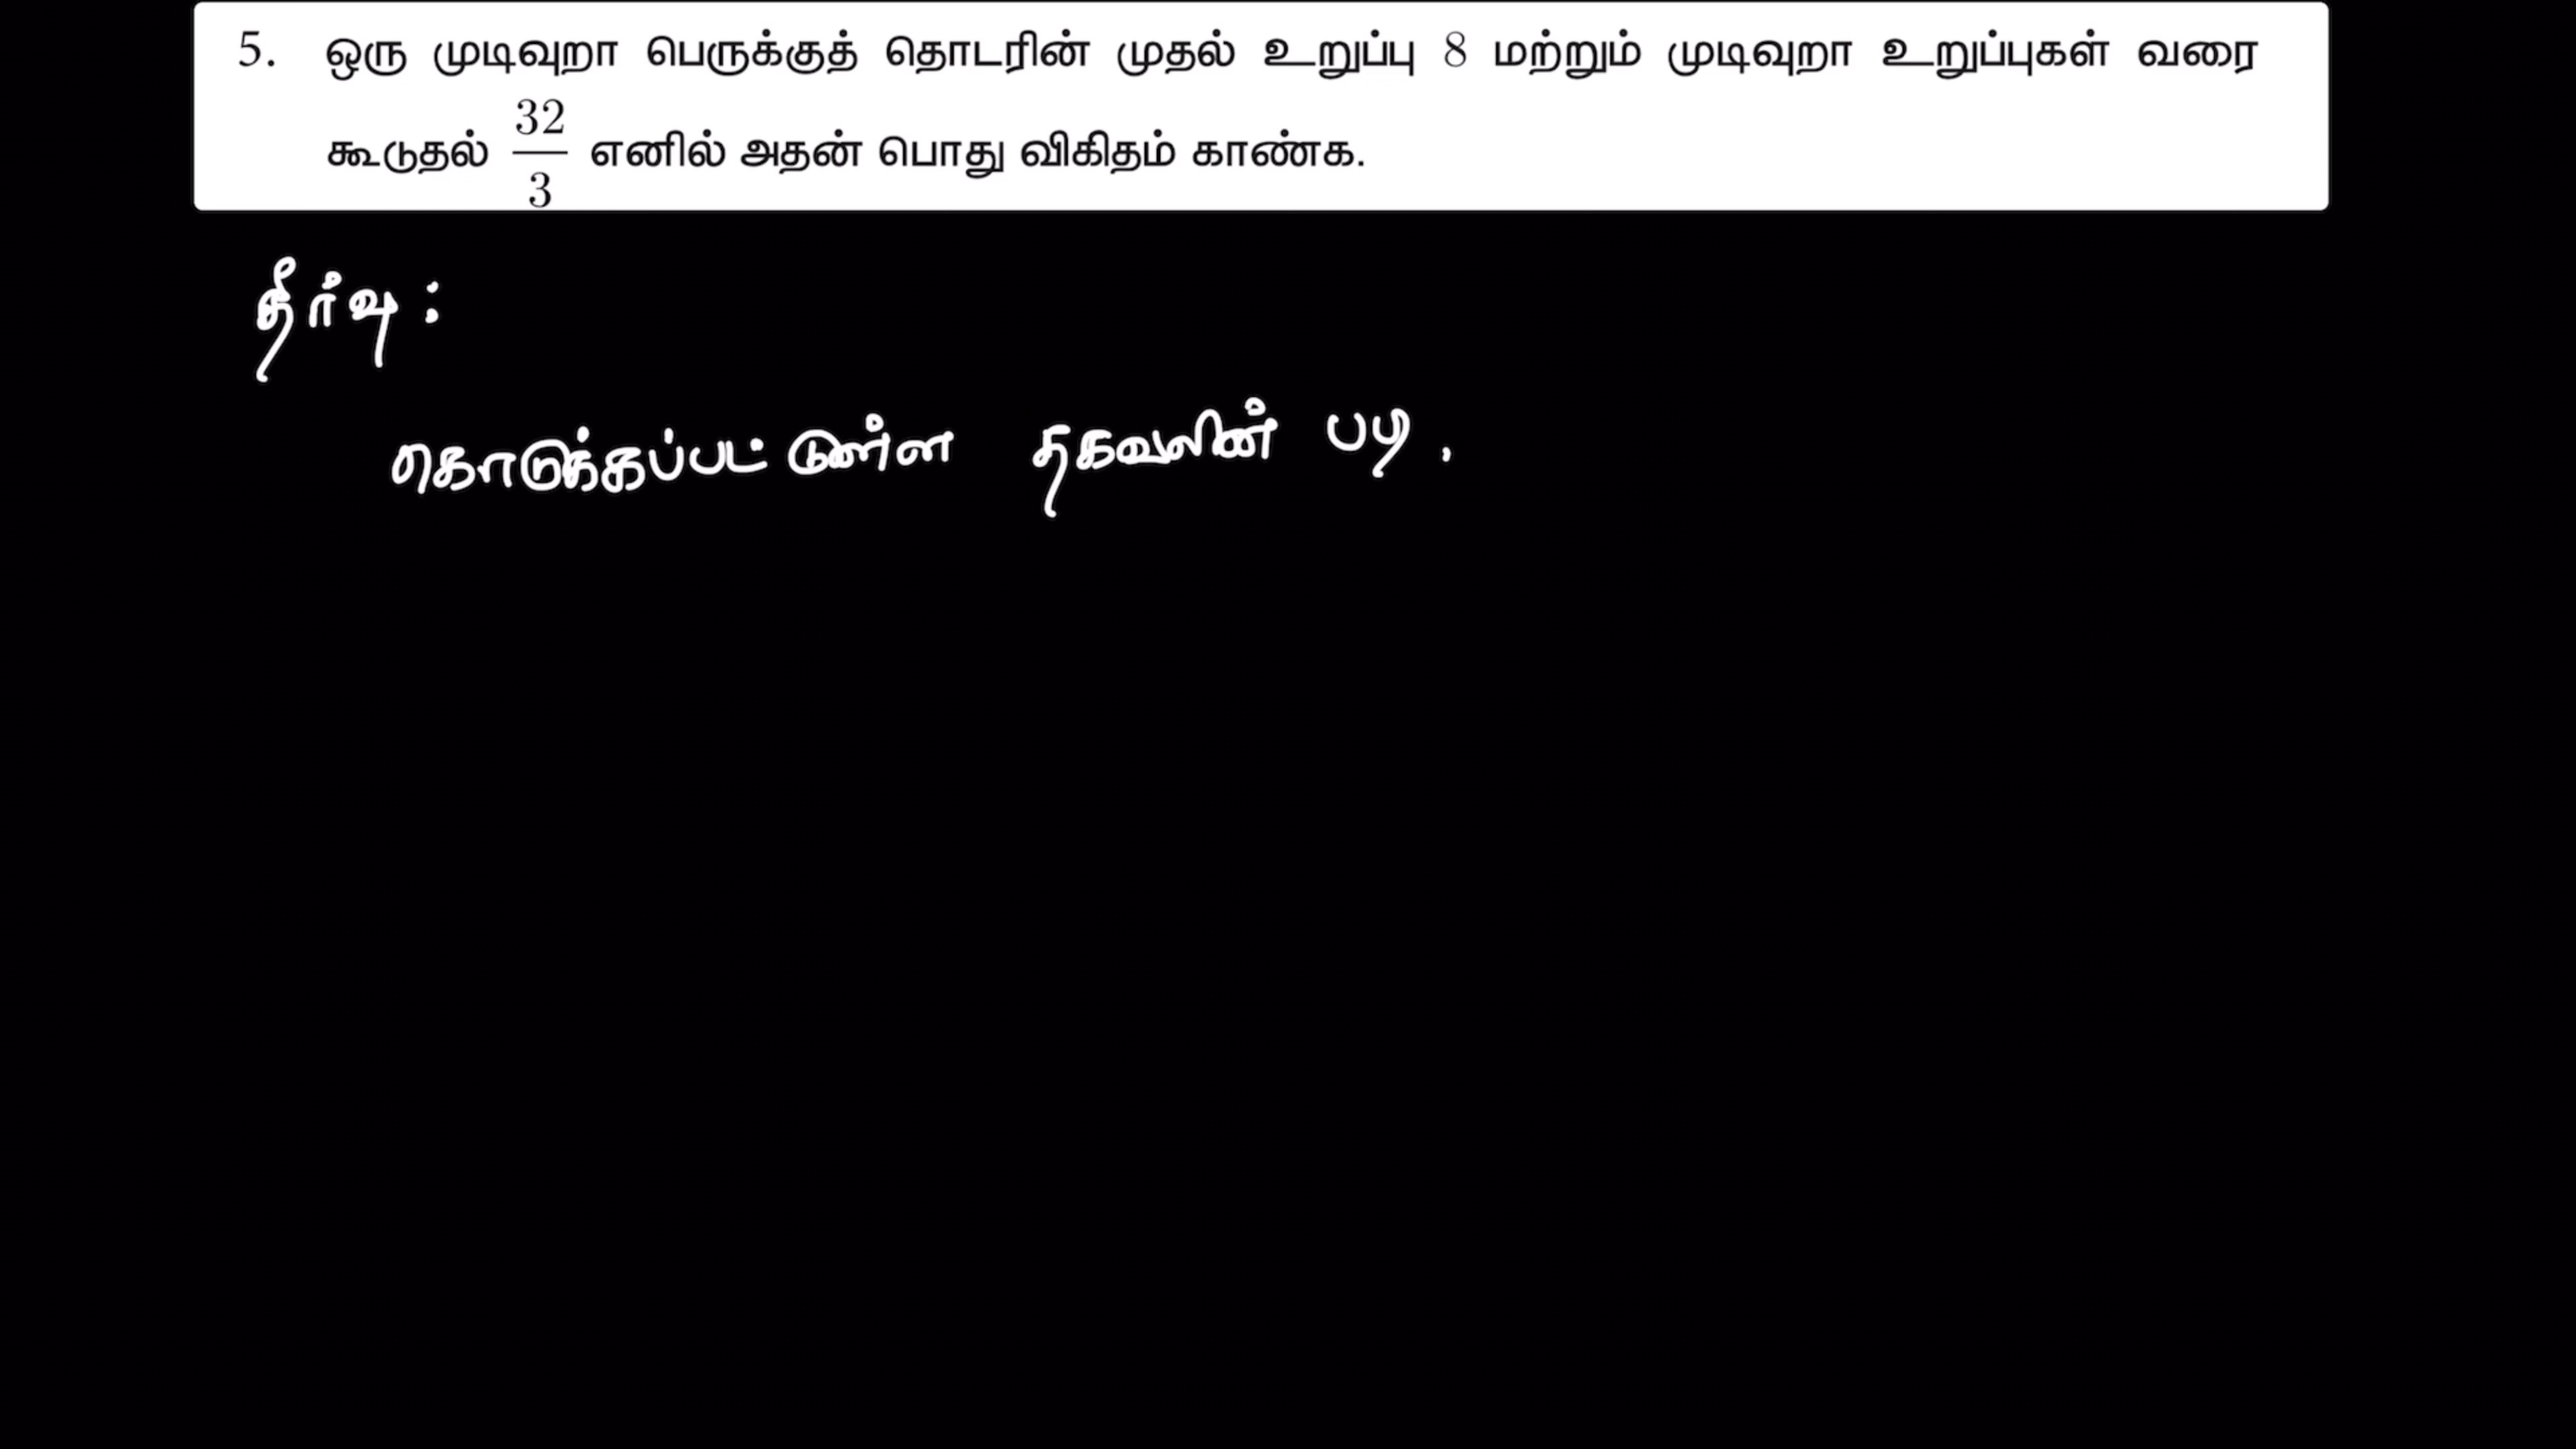 5. ஒரு முடிவுறா பெருக்குத் தொடரின் முதல் உறுப்பு 8 மற்றும் முடிவுறா உறுப்புகள் வரை
கூடுதல் 32/3 எனில் அதன் பொது விகிதம் காண்க.
தீர்வு :
கொடுக்கப்பட்டுள்ள தகவலின் படி ,